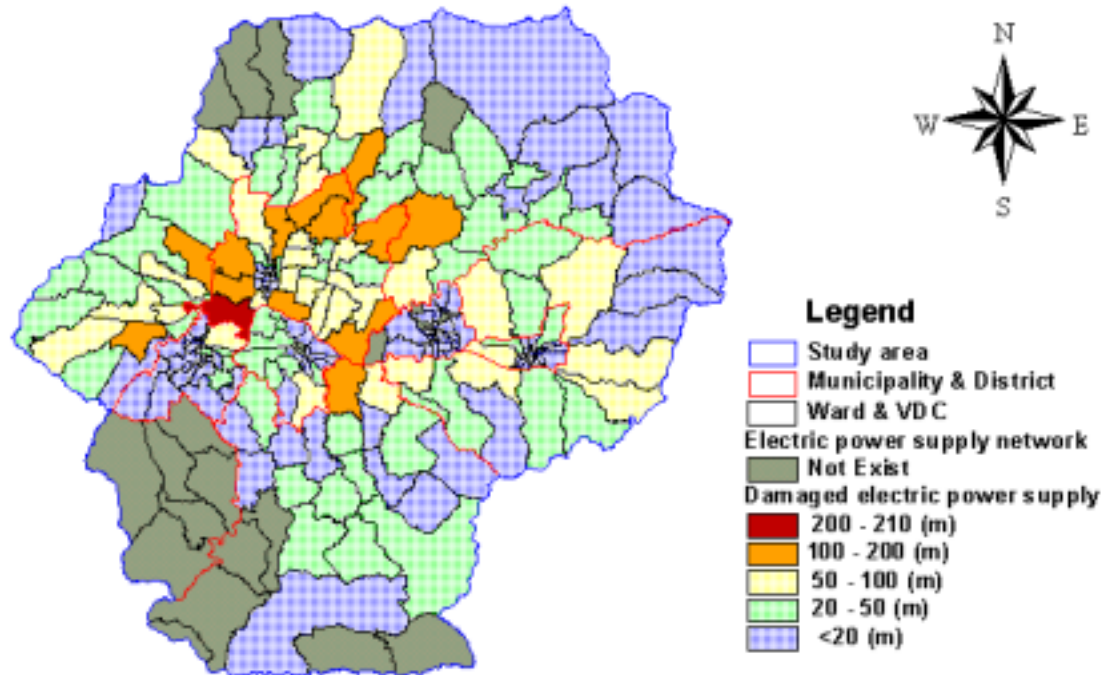 N
W E
S
Legend
Study area
Municipality & District
Ward & VDC
Electric power supply network
Not Exist
Damaged electric power supply
200 - 210 (m)
100 - 200 (m)
50 - 100 (m)
20 - 50 (m)
<20 (m)